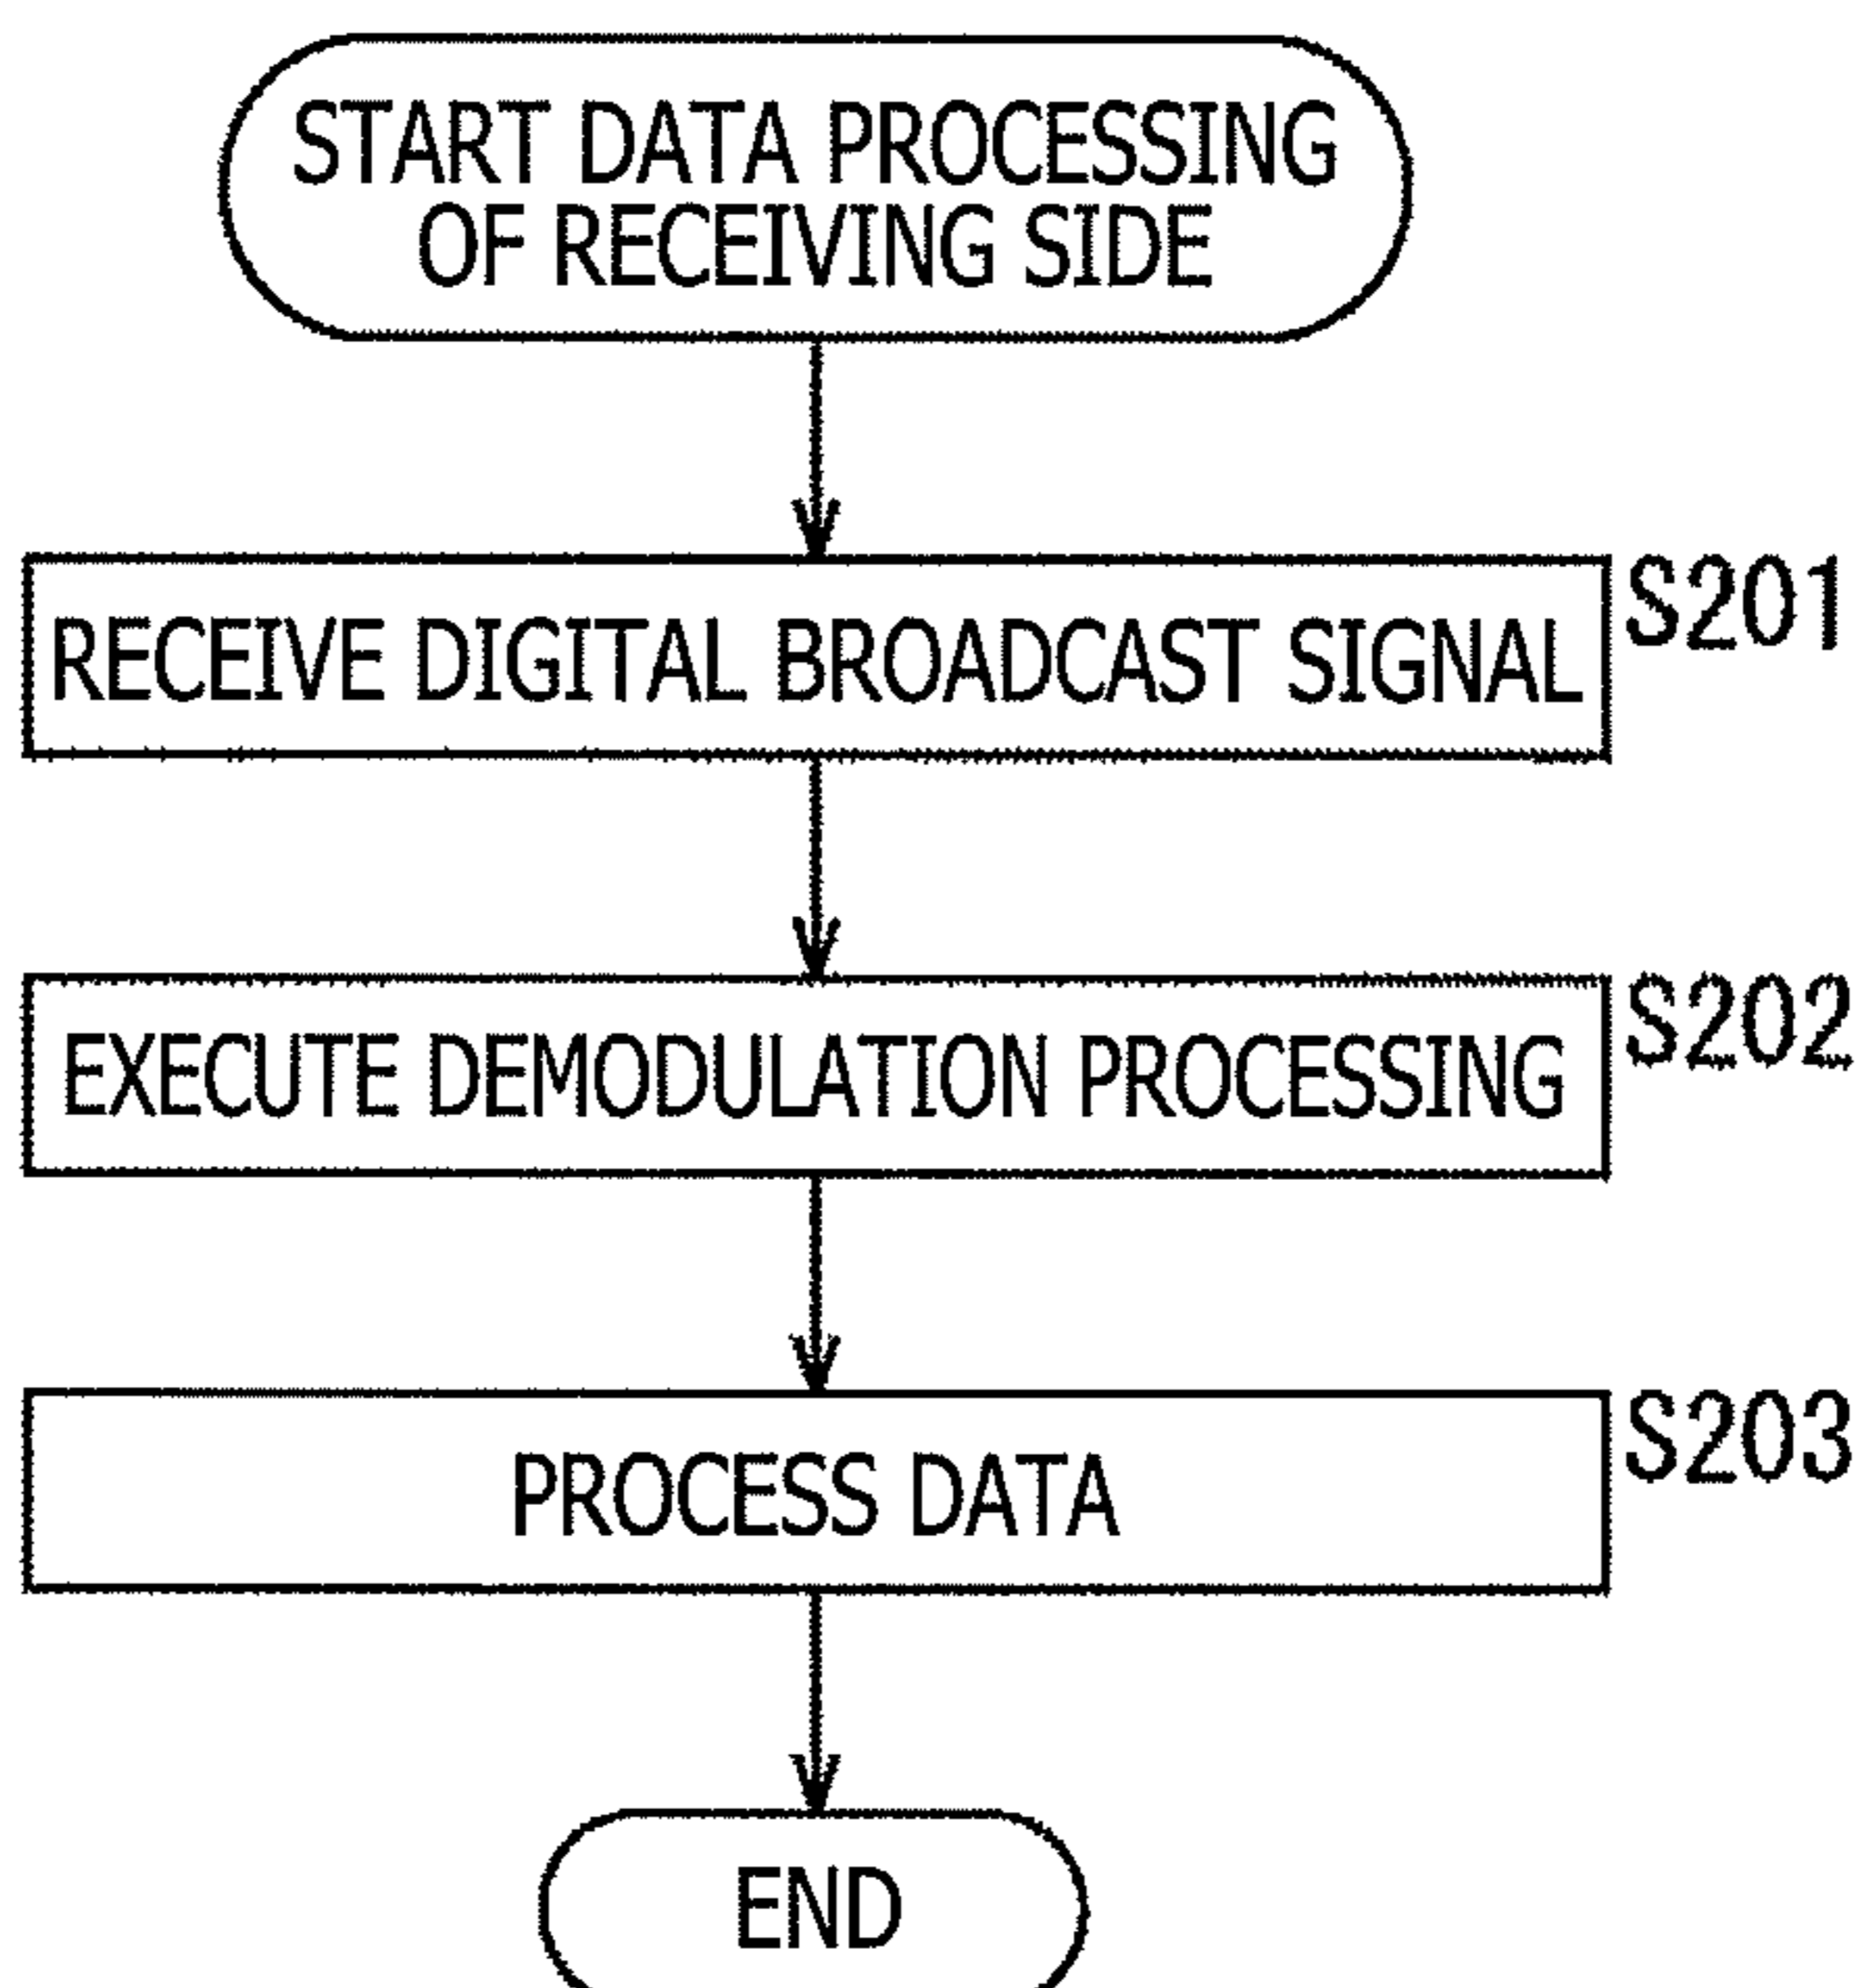 START DATA PROCESSING
OF RECEIVING SIDE
RECEIVE DIGITAL BROADCAST SIGNAL
S201
EXECUTE DEMODULATION PROCESSING
S202
PROCESS DATA
S203
END